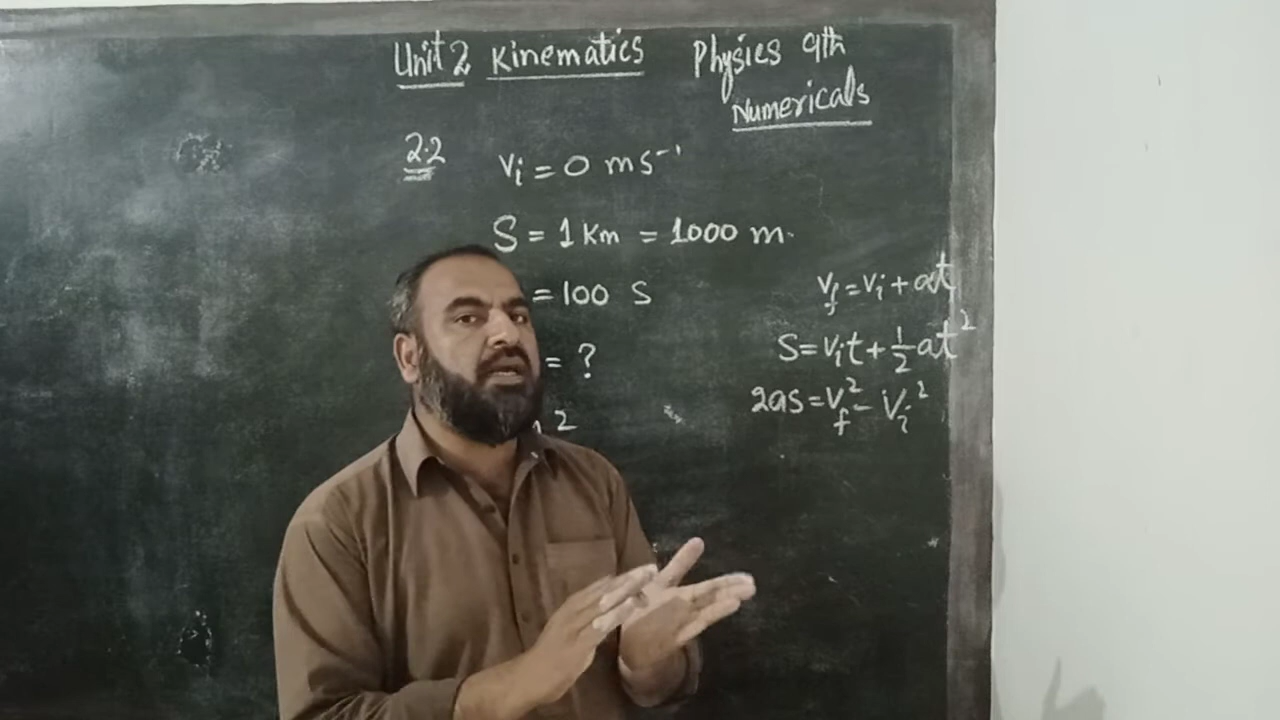 Unit 2 Kinematics Physics 9th
Numericals
2.2 vi = 0 ms⁻¹
S = 1 Km = 1000 m.
= 100 S
= ?
2
vf = vi + at
S = vit + ½at²
2as = vf² - vi²